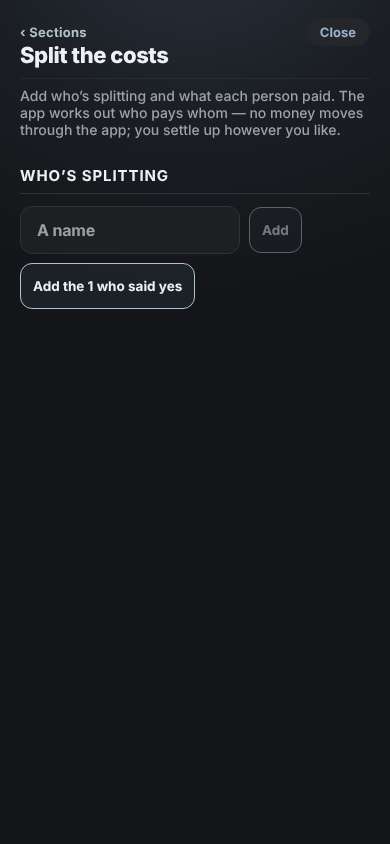 ‹ Sections
Close
Split the costs
Add who’s splitting and what each person paid. The
app works out who pays whom — no money moves
through the app; you settle up however you like.
WHO’S SPLITTING
A name
Add
Add the 1 who said yes